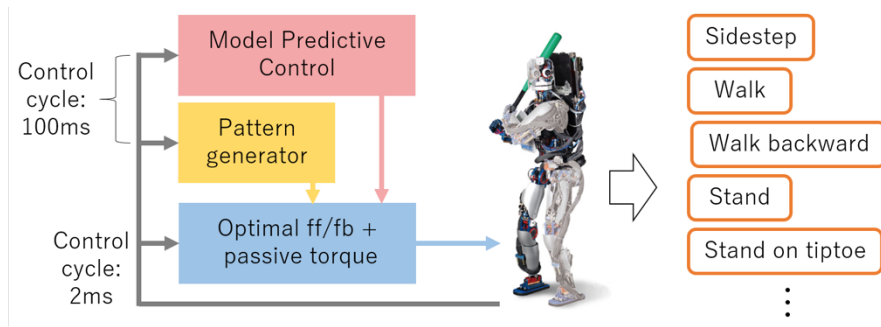 Control
cycle:
100ms
Model Predictive
Control
Pattern
generator
Control
cycle:
2ms
Optimal ff/fb +
passive torque
Sidestep
Walk
Walk backward
Stand
Stand on tiptoe
⋮